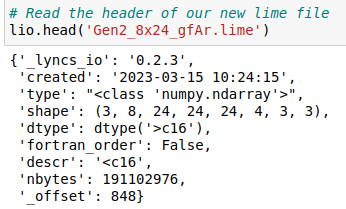 # Read the header of our new lime file
lio.head('Gen2_8x24_gfAr.lime')
{'_lyncs_io': '0.2.3',
'created': '2023-03-15 10:24:15',
'type': "<class 'numpy.ndarray'>",
'shape': (3, 8, 24, 24, 24, 4, 3, 3),
'dtype': dtype('>c16'),
'fortran_order': False,
'descr': '<c16',
'nbytes': 191102976,
'_offset': 848}